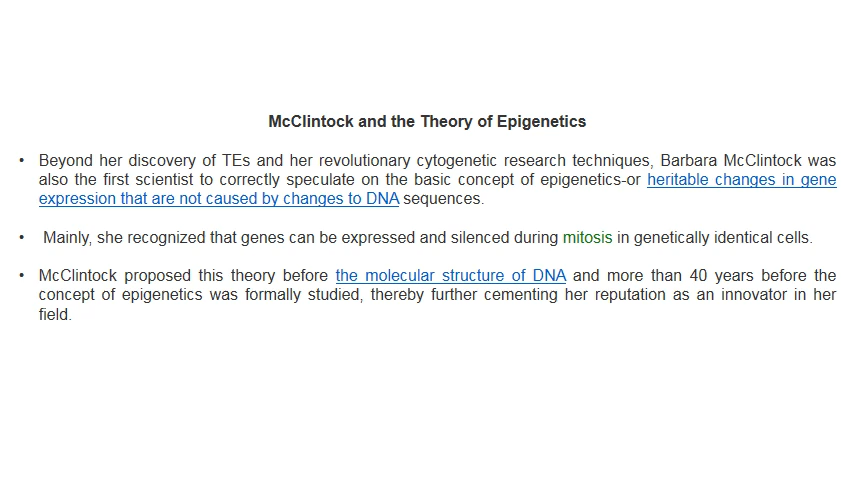 McClintock and the Theory of Epigenetics
• Beyond her discovery of TEs and her revolutionary cytogenetic research techniques, Barbara McClintock was
also the first scientist to correctly speculate on the basic concept of epigenetics-or heritable changes in gene
expression that are not caused by changes to DNA sequences.
• Mainly, she recognized that genes can be expressed and silenced during mitosis in genetically identical cells.
• McClintock proposed this theory before the molecular structure of DNA and more than 40 years before the
concept of epigenetics was formally studied, thereby further cementing her reputation as an innovator in her
field.